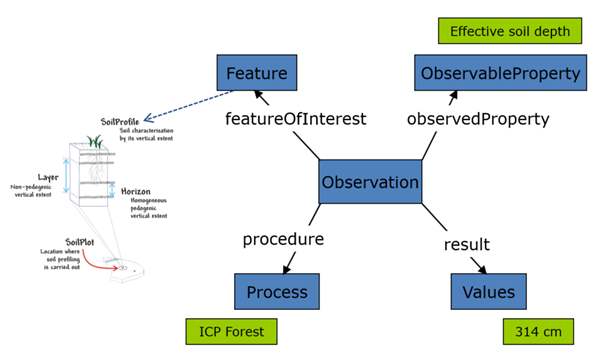 Effective soil depth
Feature
ObservableProperty
featureOfInterest
observedProperty
SoilProfile
Soil characterisation
by its vertical extent
Layer
Non-pedogenic
vertical extent
Horizon
Homogeneous
pedogenic
vertical extent
Observation
SoilPlot
Location where
soil profiling
is carried out
procedure
result
Process
Values
ICP Forest
314 cm